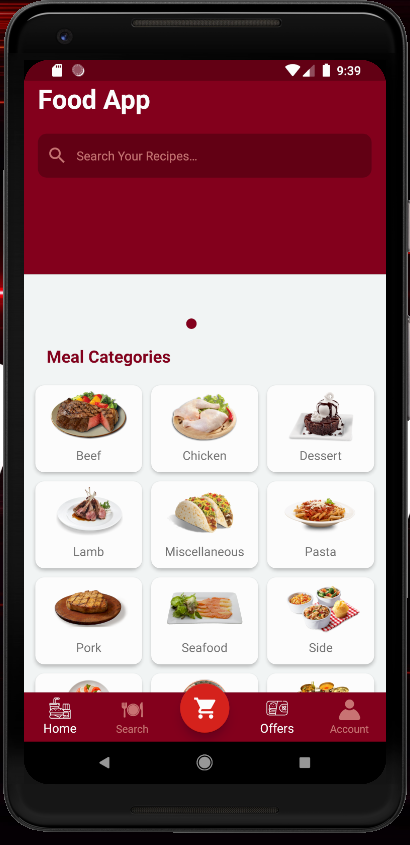 9:39
Food App
Search Your Recipes...
Meal Categories
Beef
Chicken
Dessert
Lamb
Miscellaneous
Pasta
Pork
Seafood
Side
Home
Search
Offers
Account